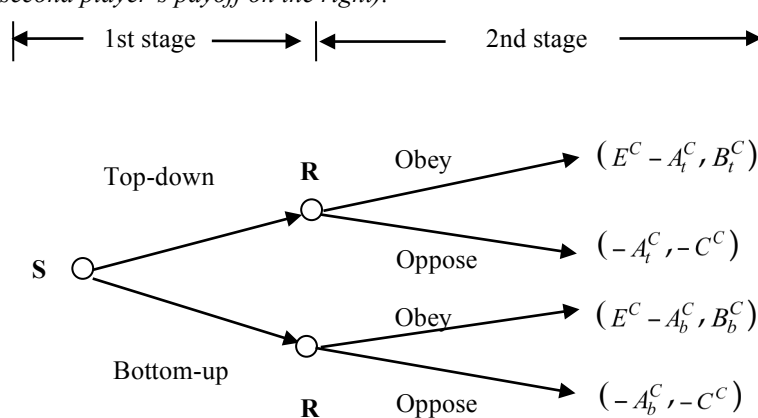 second player's payoff on the right).
1st stage 2nd stage
Obey (E^C − A_t^C, B_t^C)
Top-down R
Oppose (−A_t^C, −C^C)
S
Obey (E^C − A_b^C, B_b^C)
Bottom-up
R Oppose (−A_b^C, −C^C)